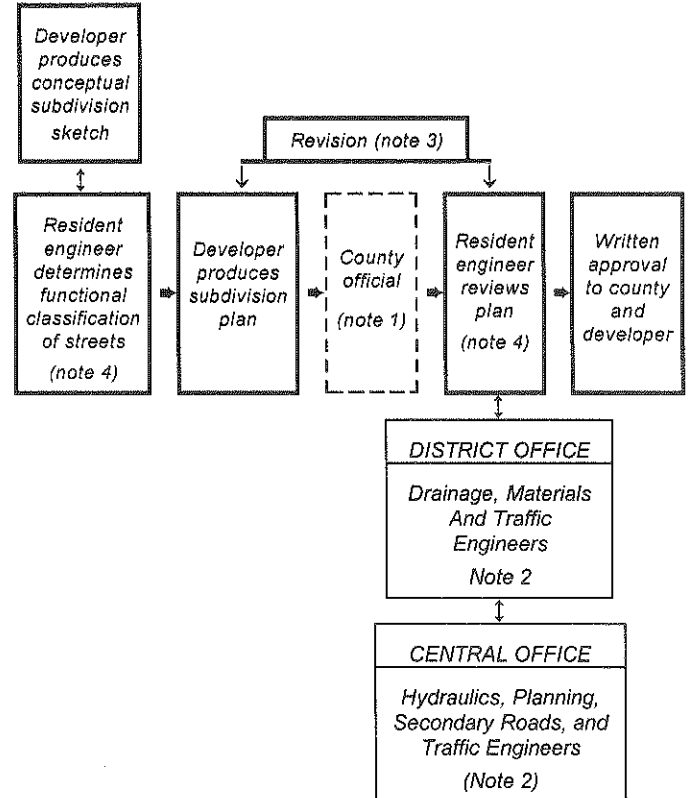 Developer
produces
conceptual
subdivision
sketch
Revision (note 3)
Resident
engineer
determines
functional
classification
of streets
(note 4)
Developer
produces
subdivision
plan
County
official
(note 1)
Resident
engineer
reviews
plan
(note 4)
Written
approval
to county
and
developer
DISTRICT OFFICE
Drainage, Materials
And Traffic
Engineers
Note 2
CENTRAL OFFICE
Hydraulics, Planning,
Secondary Roads, and
Traffic Engineers
(Note 2)